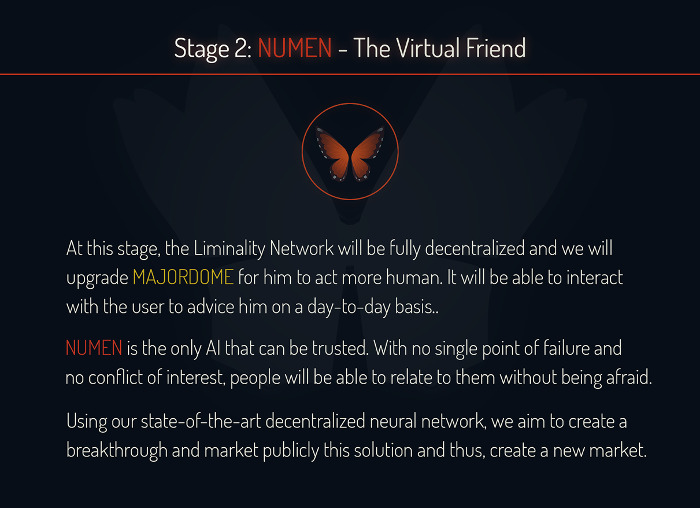 Stage 2: NUMEN - The Virtual Friend
At this stage, the Liminality Network will be fully decentralized and we will
upgrade MAJORDOME for him to act more human. It will be able to interact
with the user to advice him on a day-to-day basis..
NUMEN is the only AI that can be trusted. With no single point of failure and
no conflict of interest, people will be able to relate to them without being afraid.
Using our state-of-the-art decentralized neural network, we aim to create a
breakthrough and market publicly this solution and thus, create a new market.